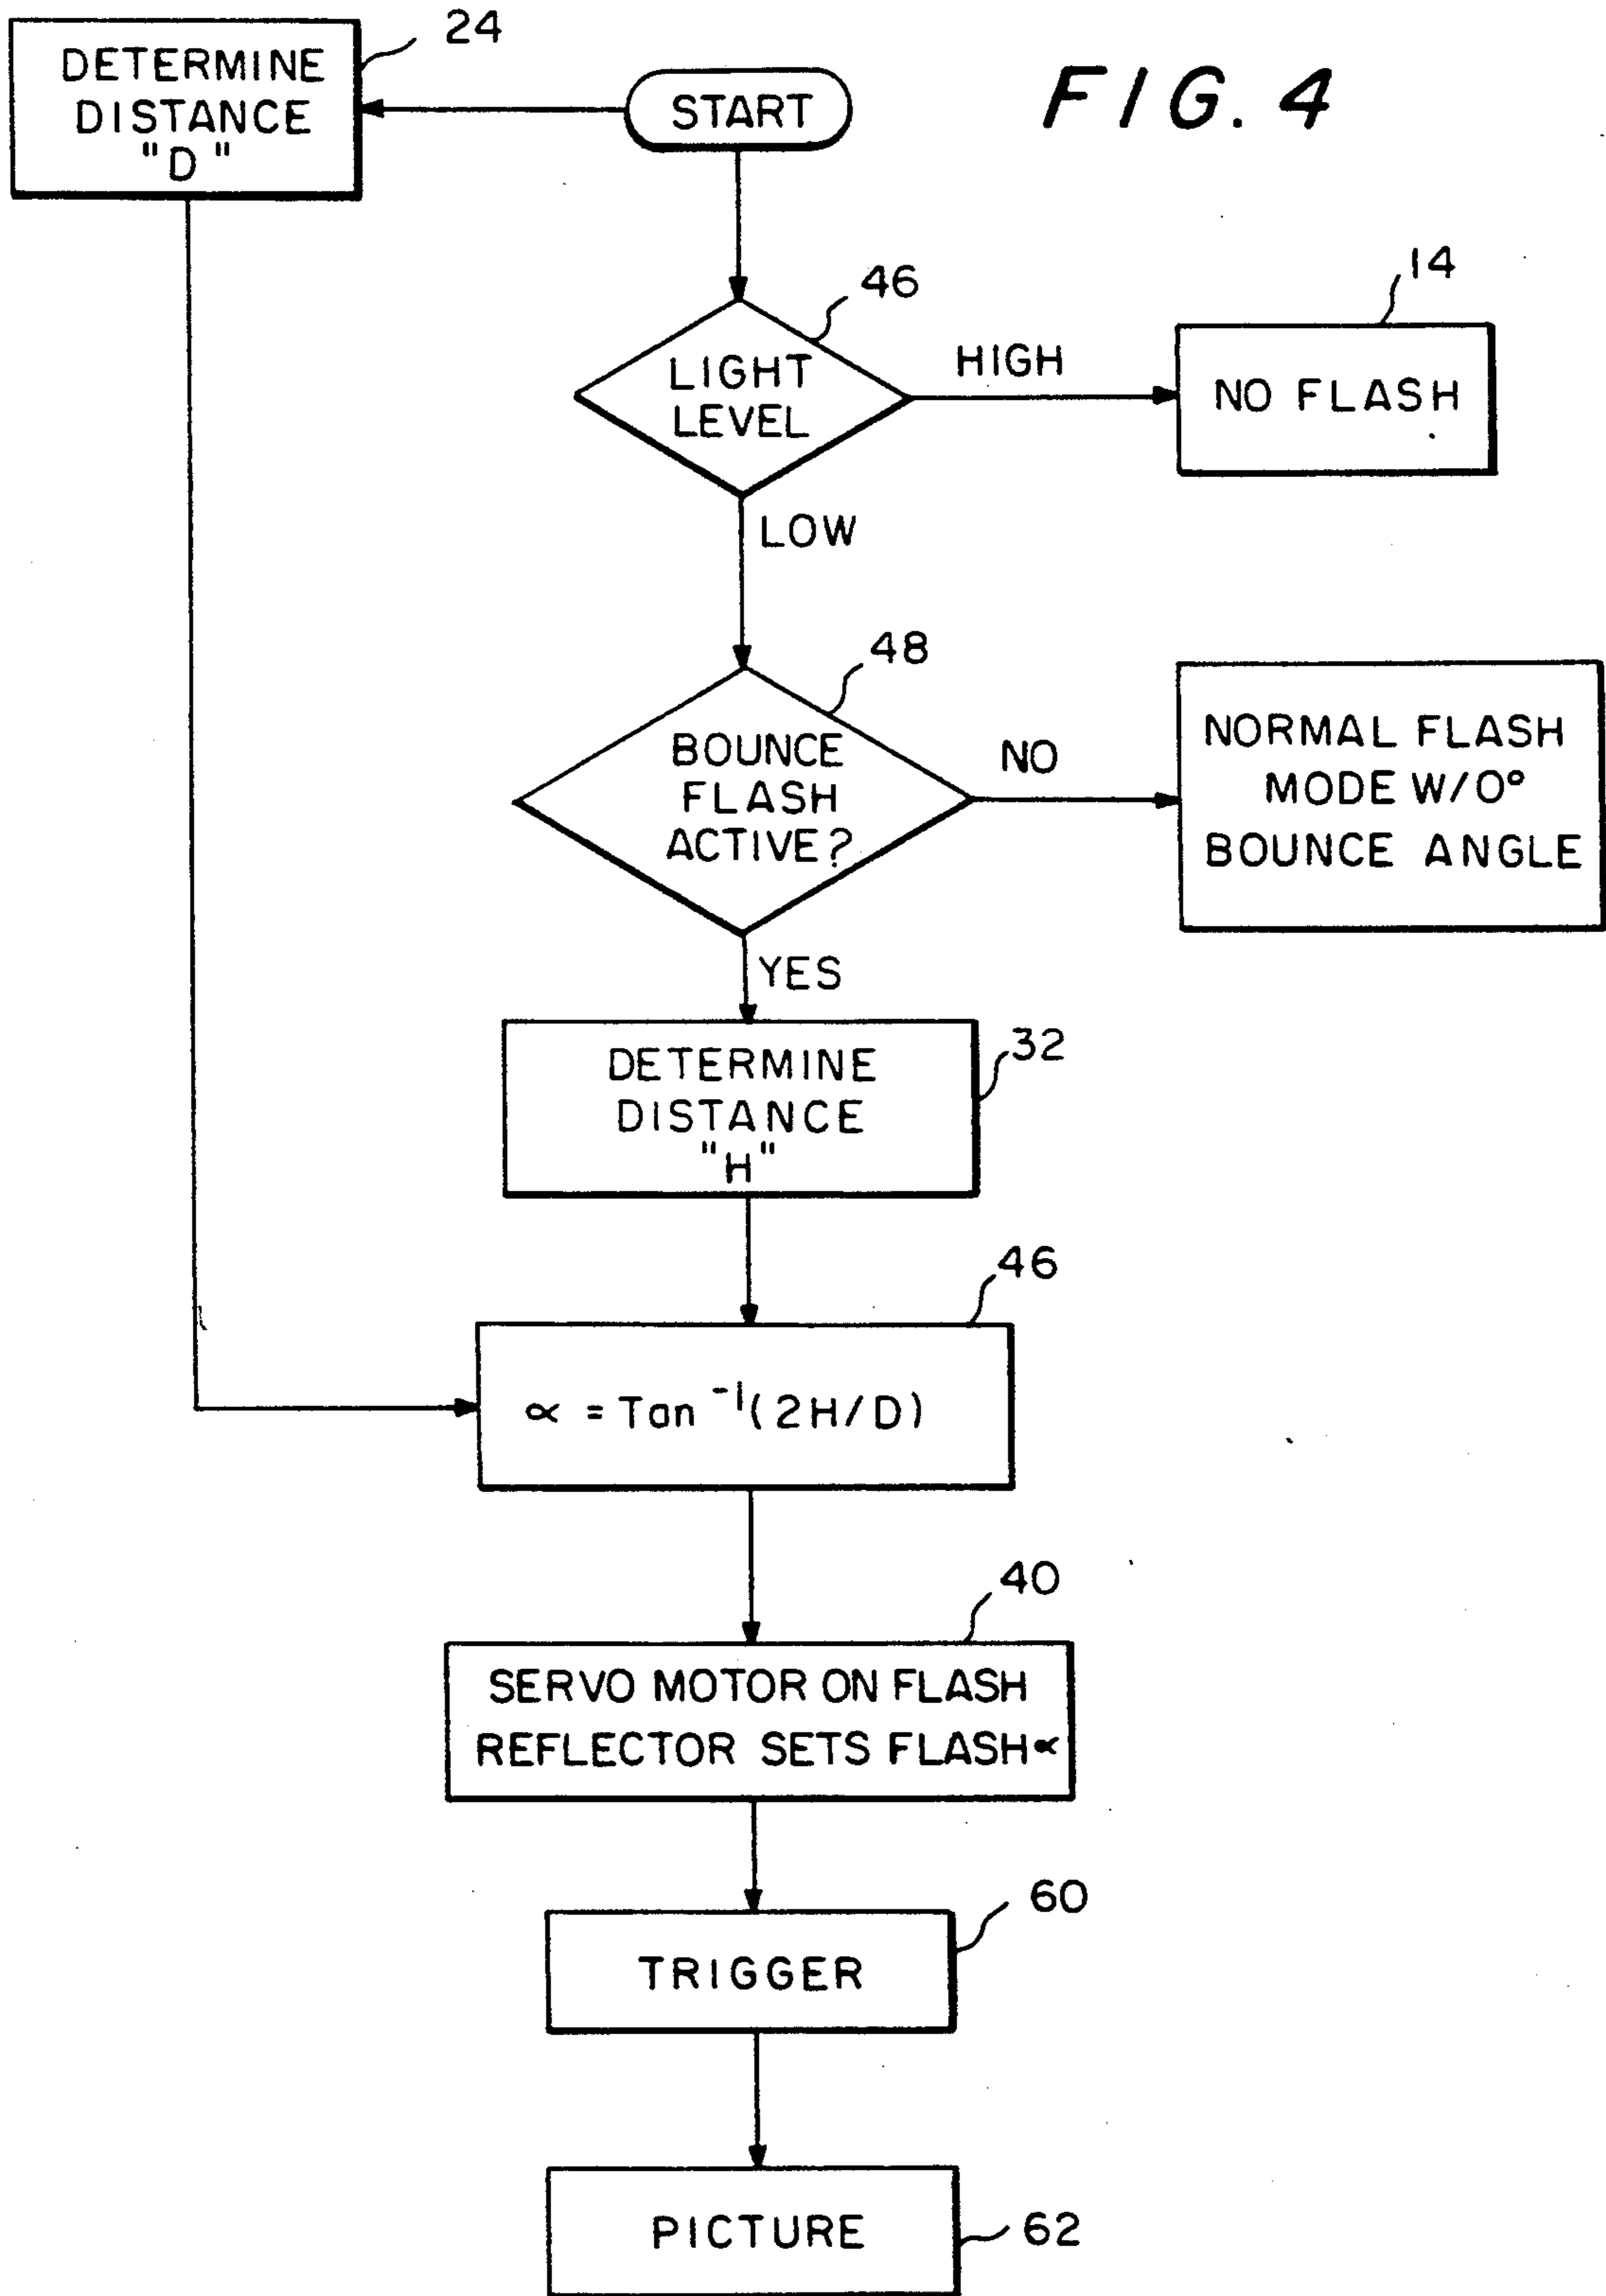 24
DETERMINE
DISTANCE
"D"
START
FIG. 4
46
LIGHT
LEVEL
HIGH
14
NO FLASH
LOW
48
BOUNCE
FLASH
ACTIVE?
NO
NORMAL FLASH
MODE W/0°
BOUNCE ANGLE
YES
32
DETERMINE
DISTANCE
"H"
46
∝ = Tan ⁻¹(2H/D)
40
SERVO MOTOR ON FLASH
REFLECTOR SETS FLASH∝
60
TRIGGER
PICTURE
62